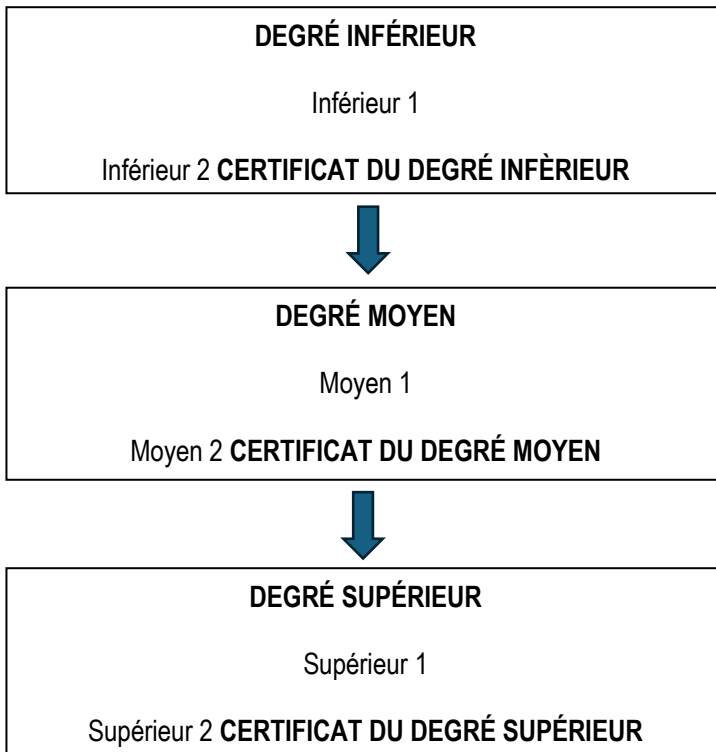 DEGRÉ INFÉRIEUR
Inférieur 1
Inférieur 2 CERTIFICAT DU DEGRÉ INFÈRIEUR
DEGRÉ MOYEN
Moyen 1
Moyen 2 CERTIFICAT DU DEGRÉ MOYEN
DEGRÉ SUPÉRIEUR
Supérieur 1
Supérieur 2 CERTIFICAT DU DEGRÉ SUPÉRIEUR